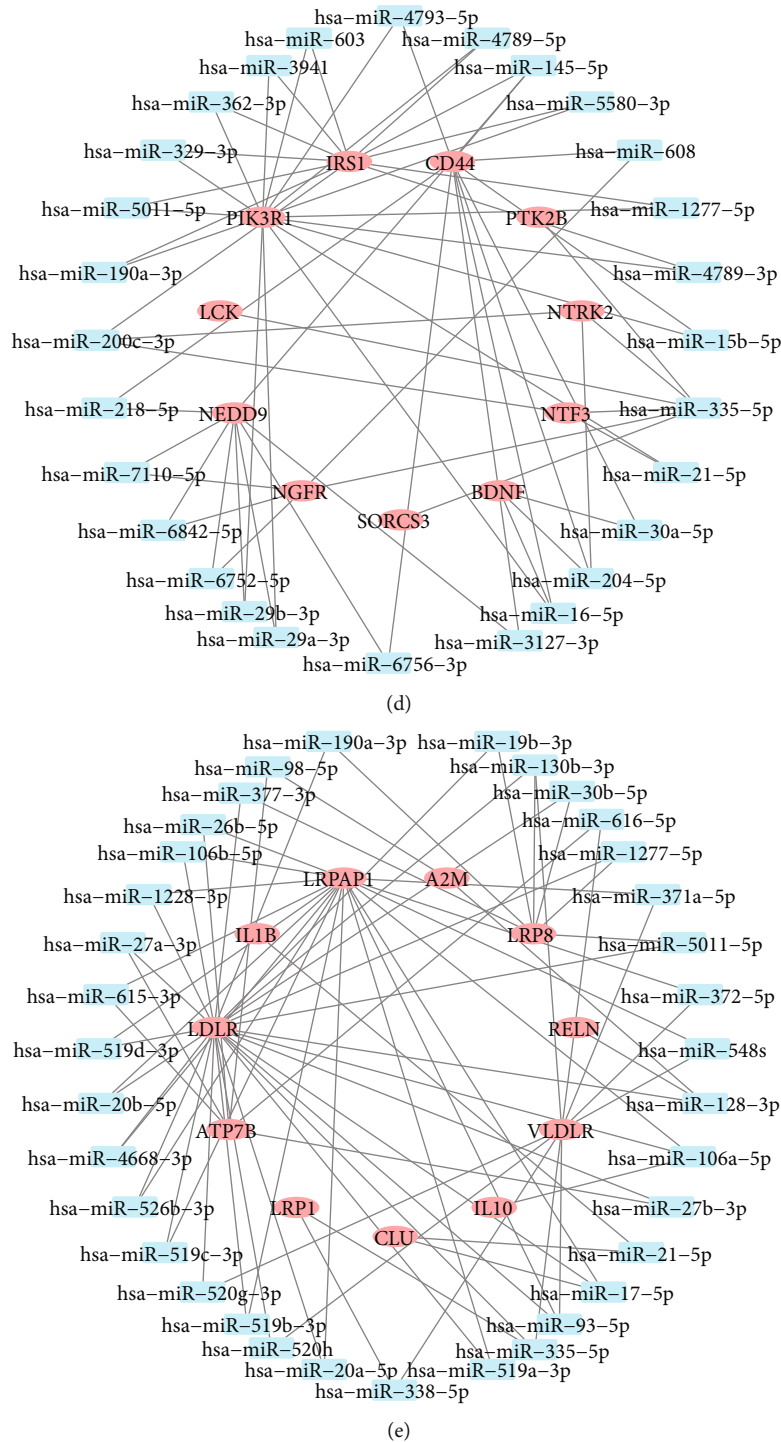 hsa−miR−4793−5p
hsa−miR−603
hsa−miR−4789−5p
hsa−miR−3941
hsa−miR−145−5p
hsa−miR−362−3p
hsa−miR−5580−3p
hsa−miR−329−3p
IRS1
CD44
hsa−miR−608
hsa−miR−5011−5p
PIK3R1
PTK2B
hsa−miR−1277−5p
hsa−miR−190a−3p
hsa−miR−4789−3p
LCK
NTRK2
hsa−miR−200c−3p
hsa−miR−15b−5p
hsa−miR−218−5p
NEDD9
NTF3
hsa−miR−335−5p
hsa−miR−7110−5p
hsa−miR−21−5p
NGFR
BDNF
SORCS3
hsa−miR−6842−5p
hsa−miR−30a−5p
hsa−miR−6752−5p
hsa−miR−204−5p
hsa−miR−29b−3p
hsa−miR−16−5p
hsa−miR−29a−3p
hsa−miR−3127−3p
hsa−miR−6756−3p
(d)
hsa−miR−190a−3p
hsa−miR−19b−3p
hsa−miR−98−5p
hsa−miR−130b−3p
hsa−miR−377−3p
hsa−miR−30b−5p
hsa−miR−26b−5p
hsa−miR−616−5p
hsa−miR−106b−5p
hsa−miR−1277−5p
LRPAP1
A2M
hsa−miR−1228−3p
hsa−miR−371a−5p
IL1B
LRP8
hsa−miR−27a−3p
hsa−miR−5011−5p
hsa−miR−615−3p
hsa−miR−372−5p
LDLR
RELN
hsa−miR−519d−3p
hsa−miR−548s
hsa−miR−20b−5p
hsa−miR−128−3p
ATP7B
VLDLR
hsa−miR−4668−3p
hsa−miR−106a−5p
hsa−miR−526b−3p
LRP1
IL10
hsa−miR−27b−3p
CLU
hsa−miR−519c−3p
hsa−miR−21−5p
hsa−miR−520g−3p
hsa−miR−17−5p
hsa−miR−519b−3p
hsa−miR−93−5p
hsa−miR−520h
hsa−miR−335−5p
hsa−miR−20a−5p
hsa−miR−519a−3p
hsa−miR−338−5p
(e)